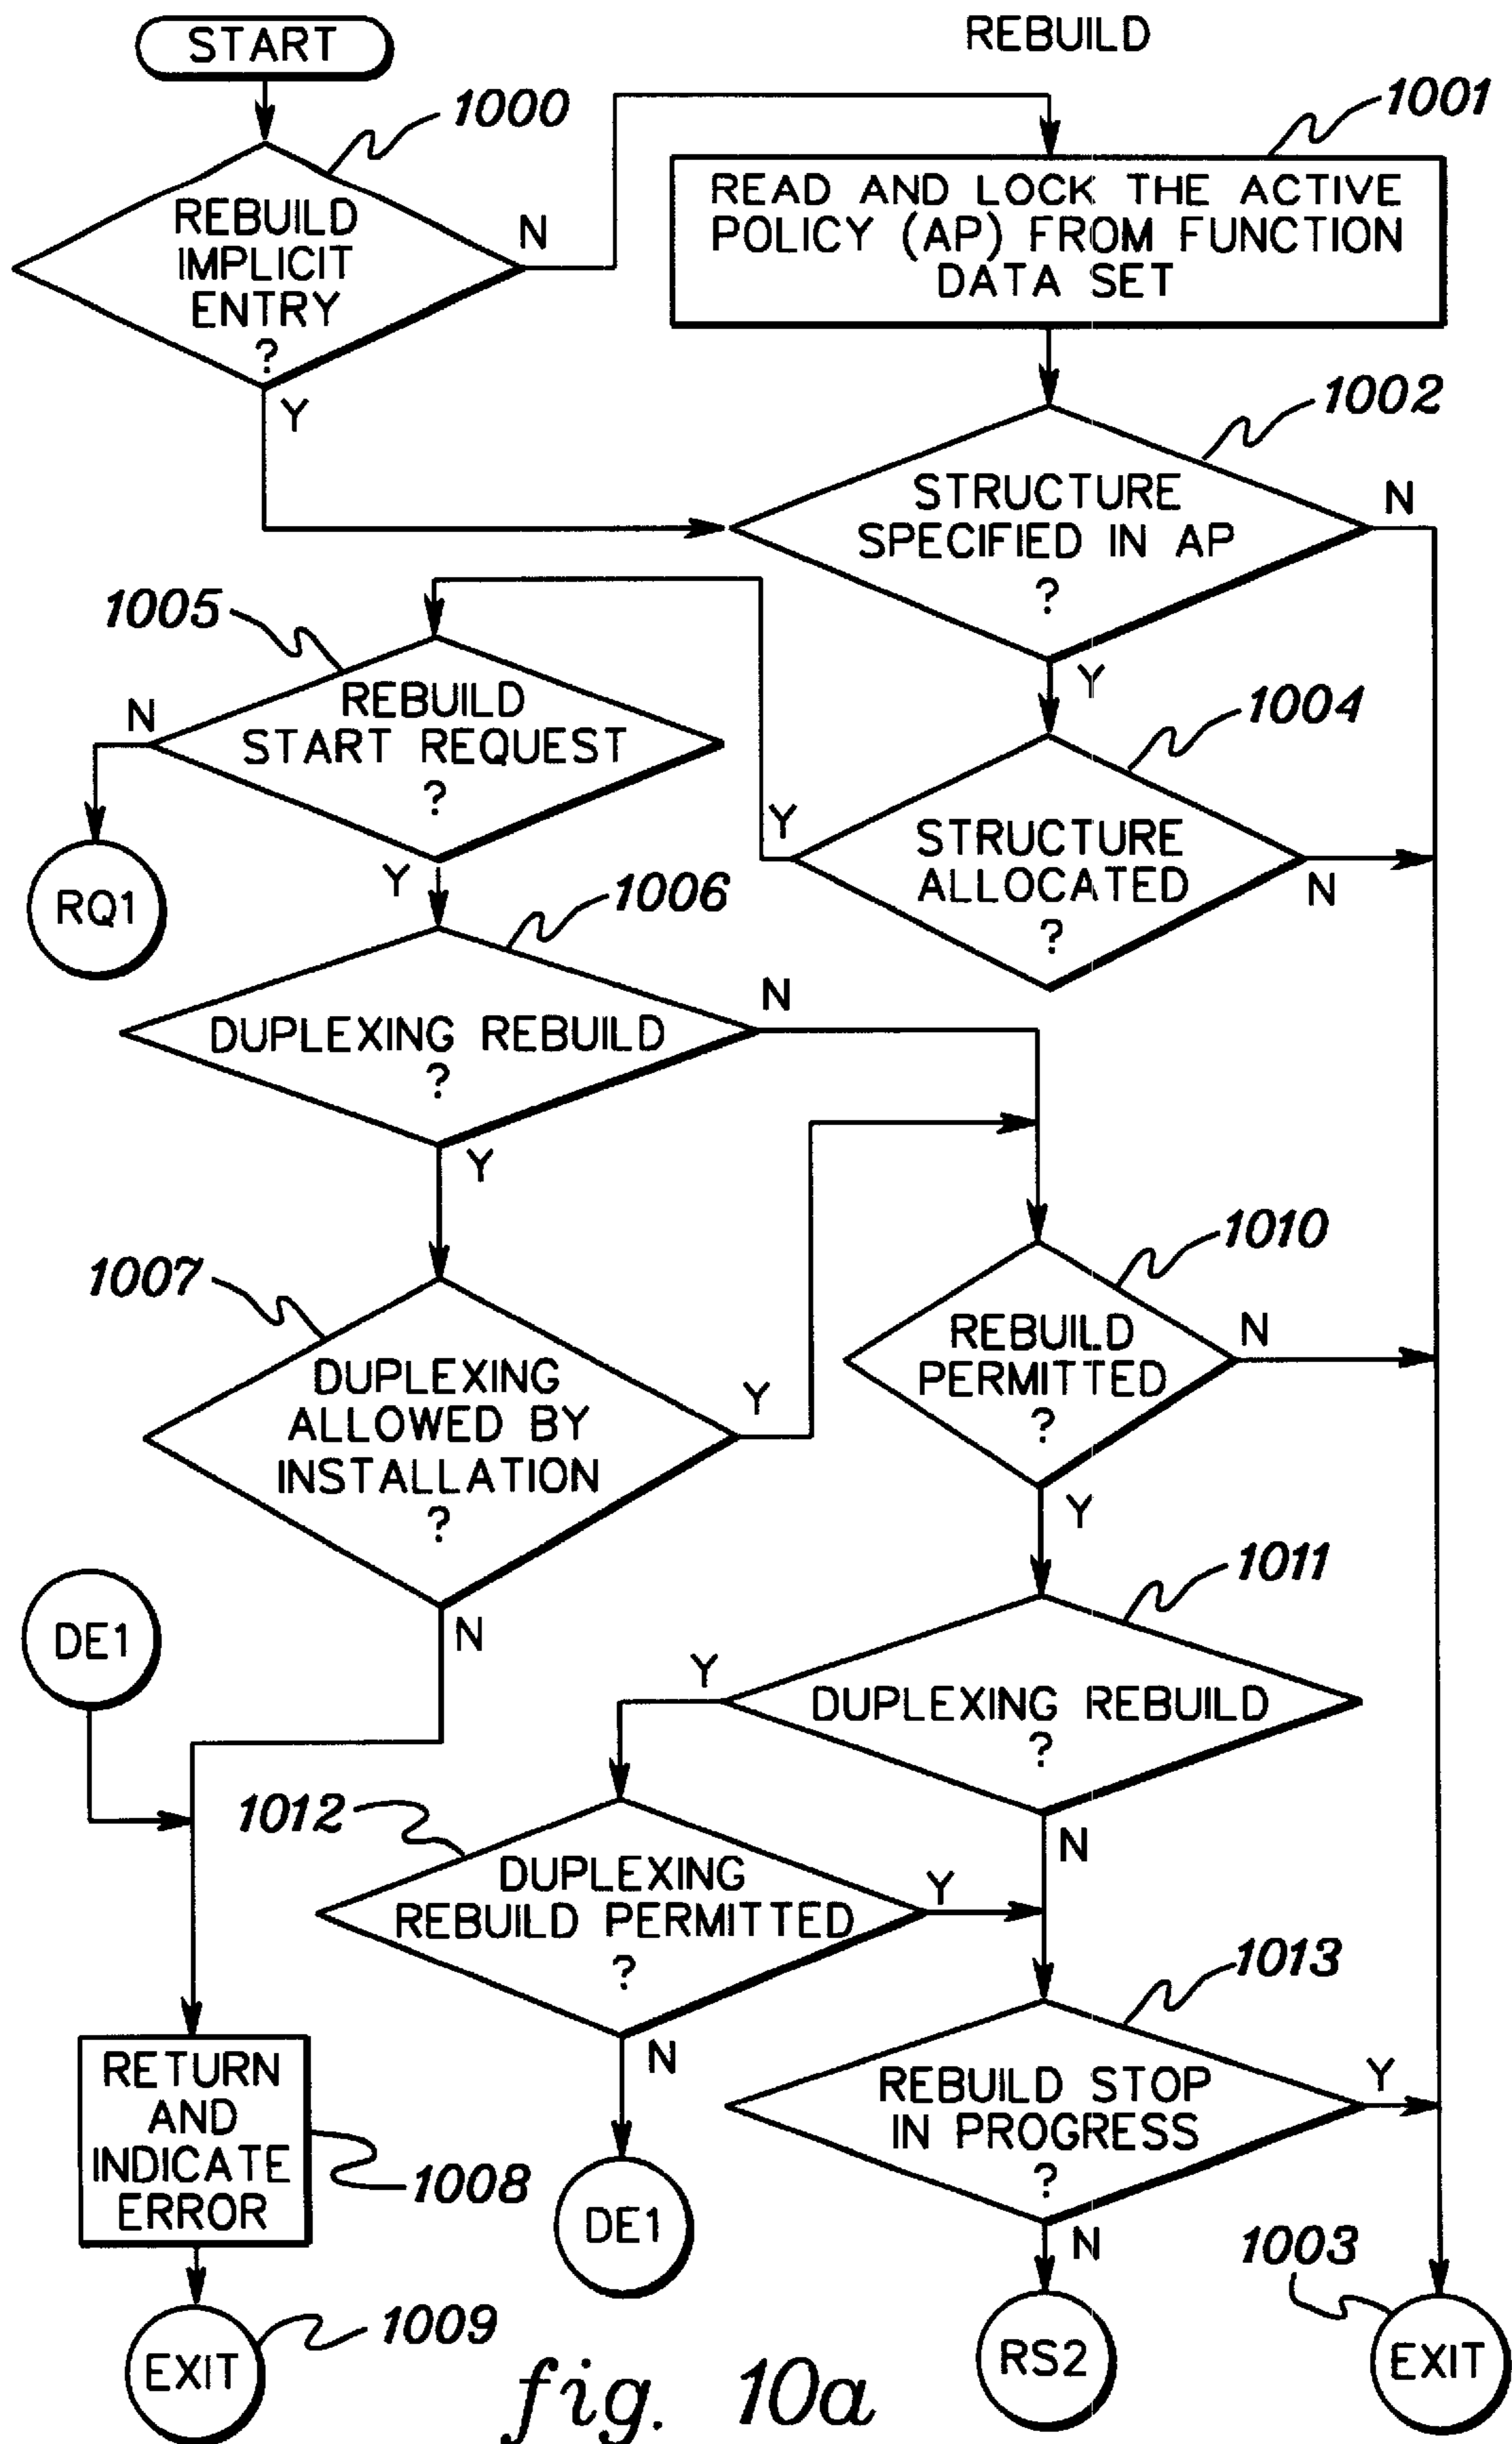 START
REBUILD
1000
1001
REBUILD
IMPLICIT
ENTRY
?
N
Y
READ AND LOCK THE ACTIVE
POLICY (AP) FROM FUNCTION
DATA SET
1002
STRUCTURE
SPECIFIED IN AP
?
N
Y
1005
REBUILD
START REQUEST
?
N
Y
RQ1
1004
STRUCTURE
ALLOCATED
?
Y
N
1006
DUPLEXING REBUILD
?
N
Y
1007
DUPLEXING
ALLOWED BY
INSTALLATION
?
Y
N
1010
REBUILD
PERMITTED
?
N
Y
DE1
1011
DUPLEXING REBUILD
?
Y
N
1012
DUPLEXING
REBUILD PERMITTED
?
Y
N
DE1
1013
REBUILD STOP
IN PROGRESS
?
Y
N
RETURN
AND
INDICATE
ERROR
1008
EXIT
1009
RS2
1003
EXIT
fig. 10a